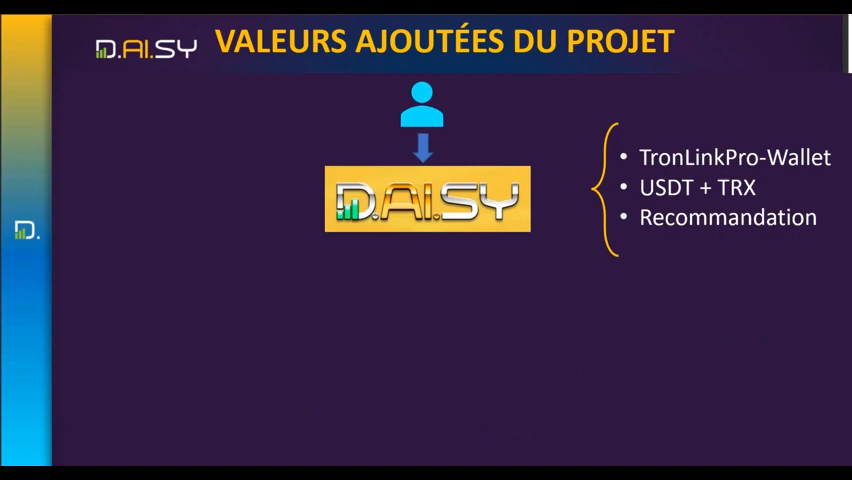 D.AI.SY VALEURS AJOUTÉES DU PROJET
D.AI.SY
• TronLinkPro-Wallet
• USDT + TRX
• Recommandation
D.